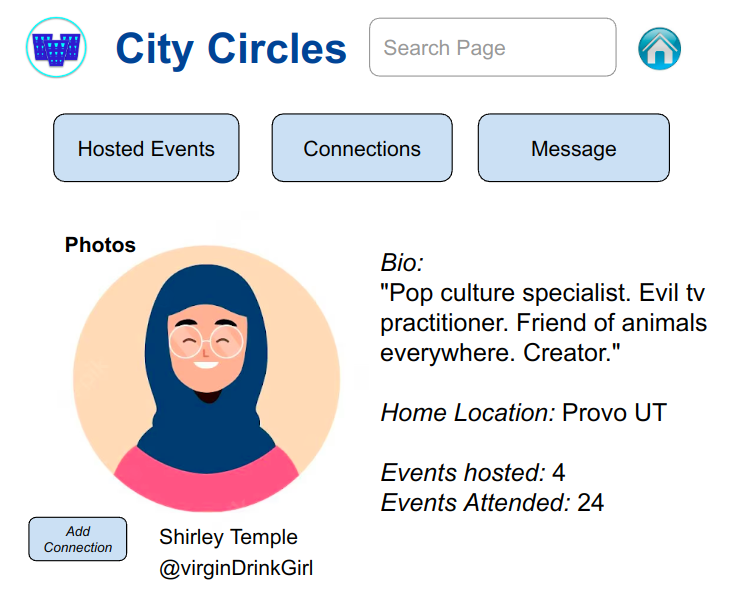 City Circles
Search Page
Hosted Events
Connections
Message
Photos
Bio:
"Pop culture specialist. Evil tv
practitioner. Friend of animals
everywhere. Creator."
Home Location: Provo UT
Events hosted: 4
Events Attended: 24
Add
Connection
Shirley Temple
@virginDrinkGirl